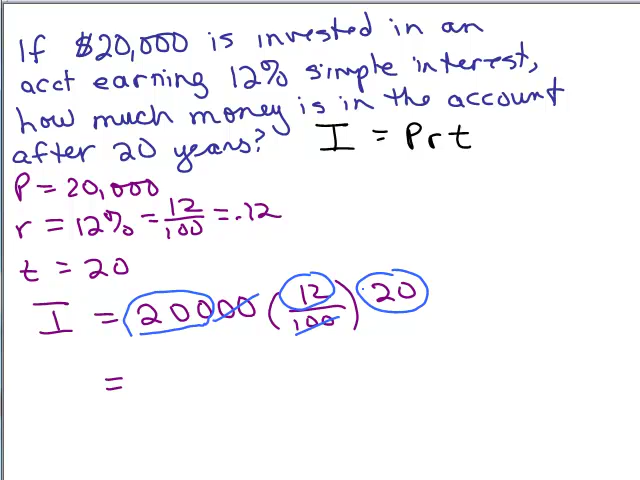 If $20,000 is invested in an
acct earning 12% simple interest,
how much money is in the account
after 20 years? I = Prt
P = 20,000
r = 12% = 12/100 = .12
t = 20
I = 20000 (12/100) 20
=